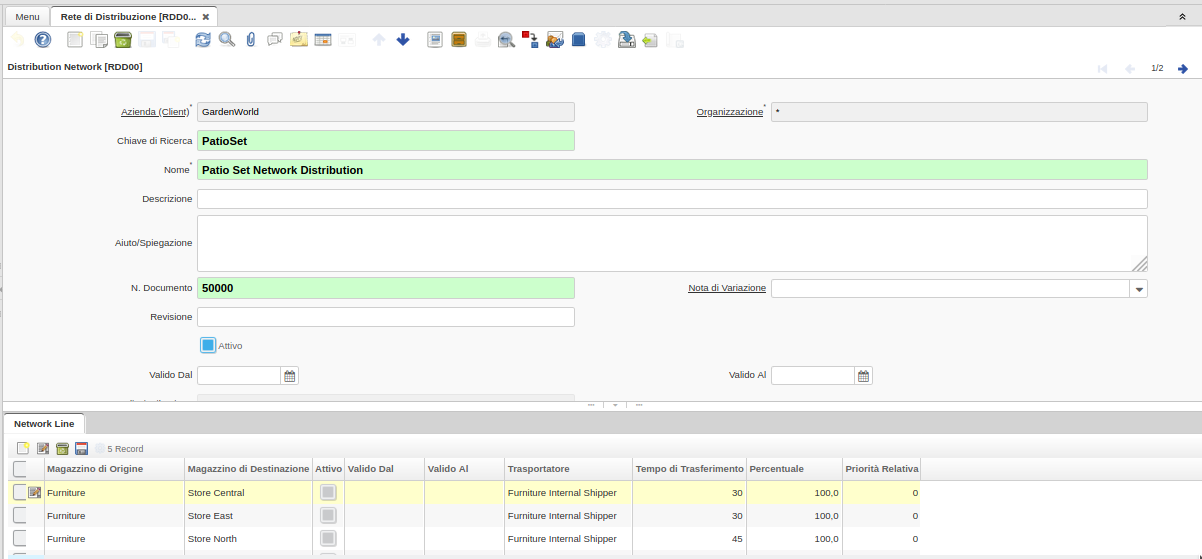 Menu
Rete di Distribuzione [RDD0...
Distribution Network [RDD00]
1/2
Azienda (Client)* GardenWorld Organizzazione* *
Chiave di Ricerca PatioSet
Nome* Patio Set Network Distribution
Descrizione
Aiuto/Spiegazione
N. Documento 50000 Nota di Variazione
Revisione
Attivo
Valido Dal Valido Al
Network Line
5 Record
Magazzino di Origine Magazzino di Destinazione Attivo Valido Dal Valido Al Trasportatore Tempo di Trasferimento Percentuale Priorità Relativa
Furniture Store Central Furniture Internal Shipper 30 100,0 0
Furniture Store East Furniture Internal Shipper 30 100,0 0
Furniture Store North Furniture Internal Shipper 45 100,0 0